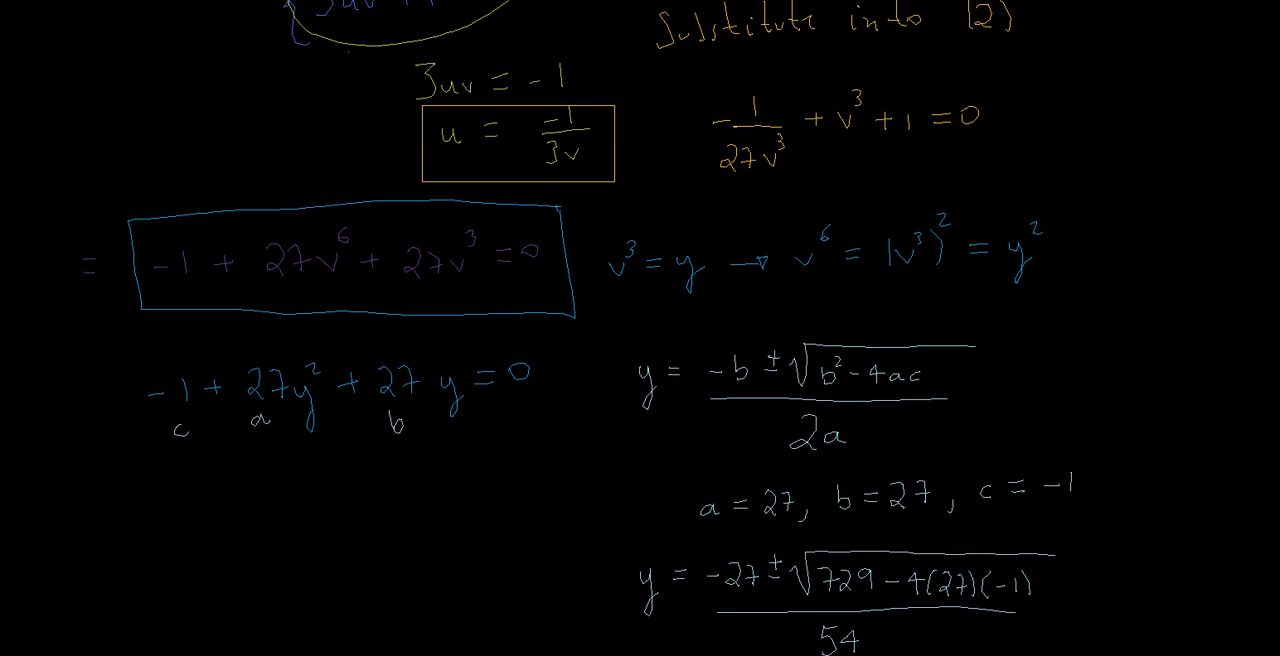 3uv
Substitute into (2)
3uv = -1
u = -1/3v
-1/27v³ + v³ + 1 = 0
= -1 + 27v⁶ + 27v³ = 0
v³ = y → v⁶ = (v³)² = y²
-1 + 27y² + 27y = 0
c a b
y = -b ± √(b² - 4ac) / 2a
a = 27, b = 27, c = -1
y = -27 ± √(729 - 4(27)(-1)) / 54